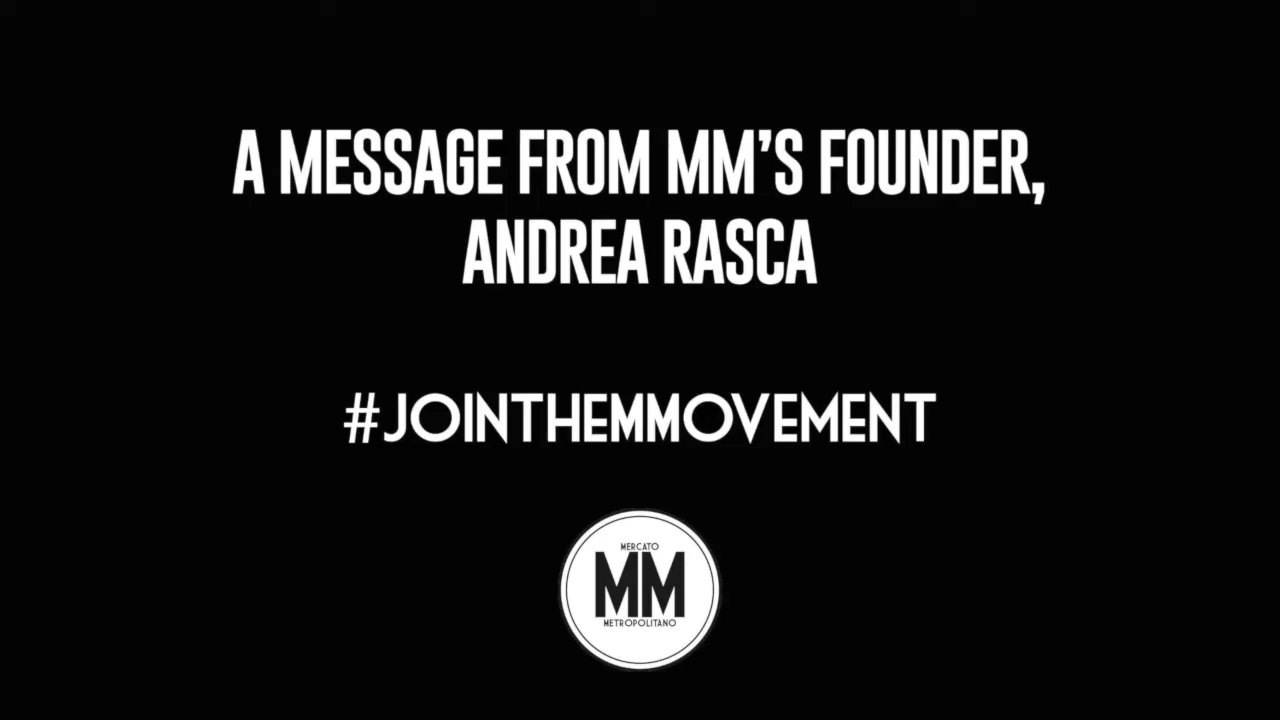 A MESSAGE FROM MM'S FOUNDER,
ANDREA RASCA
#JOINTHEMMOVEMENT
MERCATO
MM
METROPOLITANO